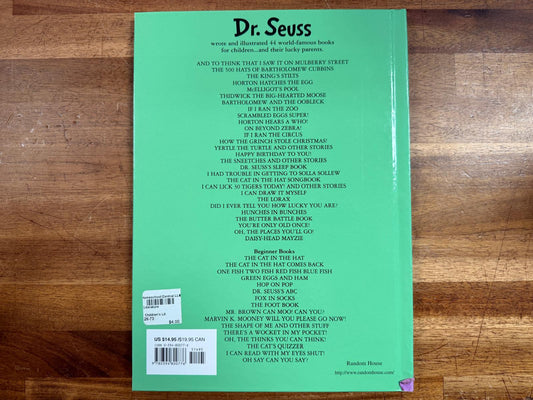 Dr. Seuss
wrote and illustrated 44 world-famous books
for children...and their lucky parents.
AND TO THINK THAT I SAW IT ON MULBERRY STREET
THE 500 HATS OF BARTHOLOMEW CUBBINS
THE KING'S STILTS
HORTON HATCHES THE EGG
McELLIGOT'S POOL
THIDWICK THE BIG-HEARTED MOOSE
BARTHOLOMEW AND THE OOBLECK
IF I RAN THE ZOO
SCRAMBLED EGGS SUPER!
HORTON HEARS A WHO!
ON BEYOND ZEBRA!
IF I RAN THE CIRCUS
HOW THE GRINCH STOLE CHRISTMAS!
YERTLE THE TURTLE AND OTHER STORIES
HAPPY BIRTHDAY TO YOU!
THE SNEETCHES AND OTHER STORIES
DR. SEUSS'S SLEEP BOOK
I HAD TROUBLE IN GETTING TO SOLLA SOLLEW
THE CAT IN THE HAT SONGBOOK
I CAN LICK 30 TIGERS TODAY! AND OTHER STORIES
I CAN DRAW IT MYSELF
THE LORAX
DID I EVER TELL YOU HOW LUCKY YOU ARE?
HUNCHES IN BUNCHES
THE BUTTER BATTLE BOOK
YOU'RE ONLY OLD ONCE!
OH, THE PLACES YOU'LL GO!
DAISY-HEAD MAYZIE
Beginner Books
THE CAT IN THE HAT
THE CAT IN THE HAT COMES BACK
ONE FISH TWO FISH RED FISH BLUE FISH
GREEN EGGS AND HAM
HOP ON POP
DR. SEUSS'S ABC
FOX IN SOCKS
THE FOOT BOOK
MR. BROWN CAN MOO! CAN YOU?
MARVIN K. MOONEY WILL YOU PLEASE GO NOW!
THE SHAPE OF ME AND OTHER STUFF
THERE'S A WOCKET IN MY POCKET!
OH, THE THINKS YOU CAN THINK!
THE CAT'S QUIZZER
I CAN READ WITH MY EYES SHUT!
OH SAY CAN YOU SAY?
Children's Lit
$4.00
US $14.95 /$19.95 CAN
Random House
http://www.randomhouse.com/